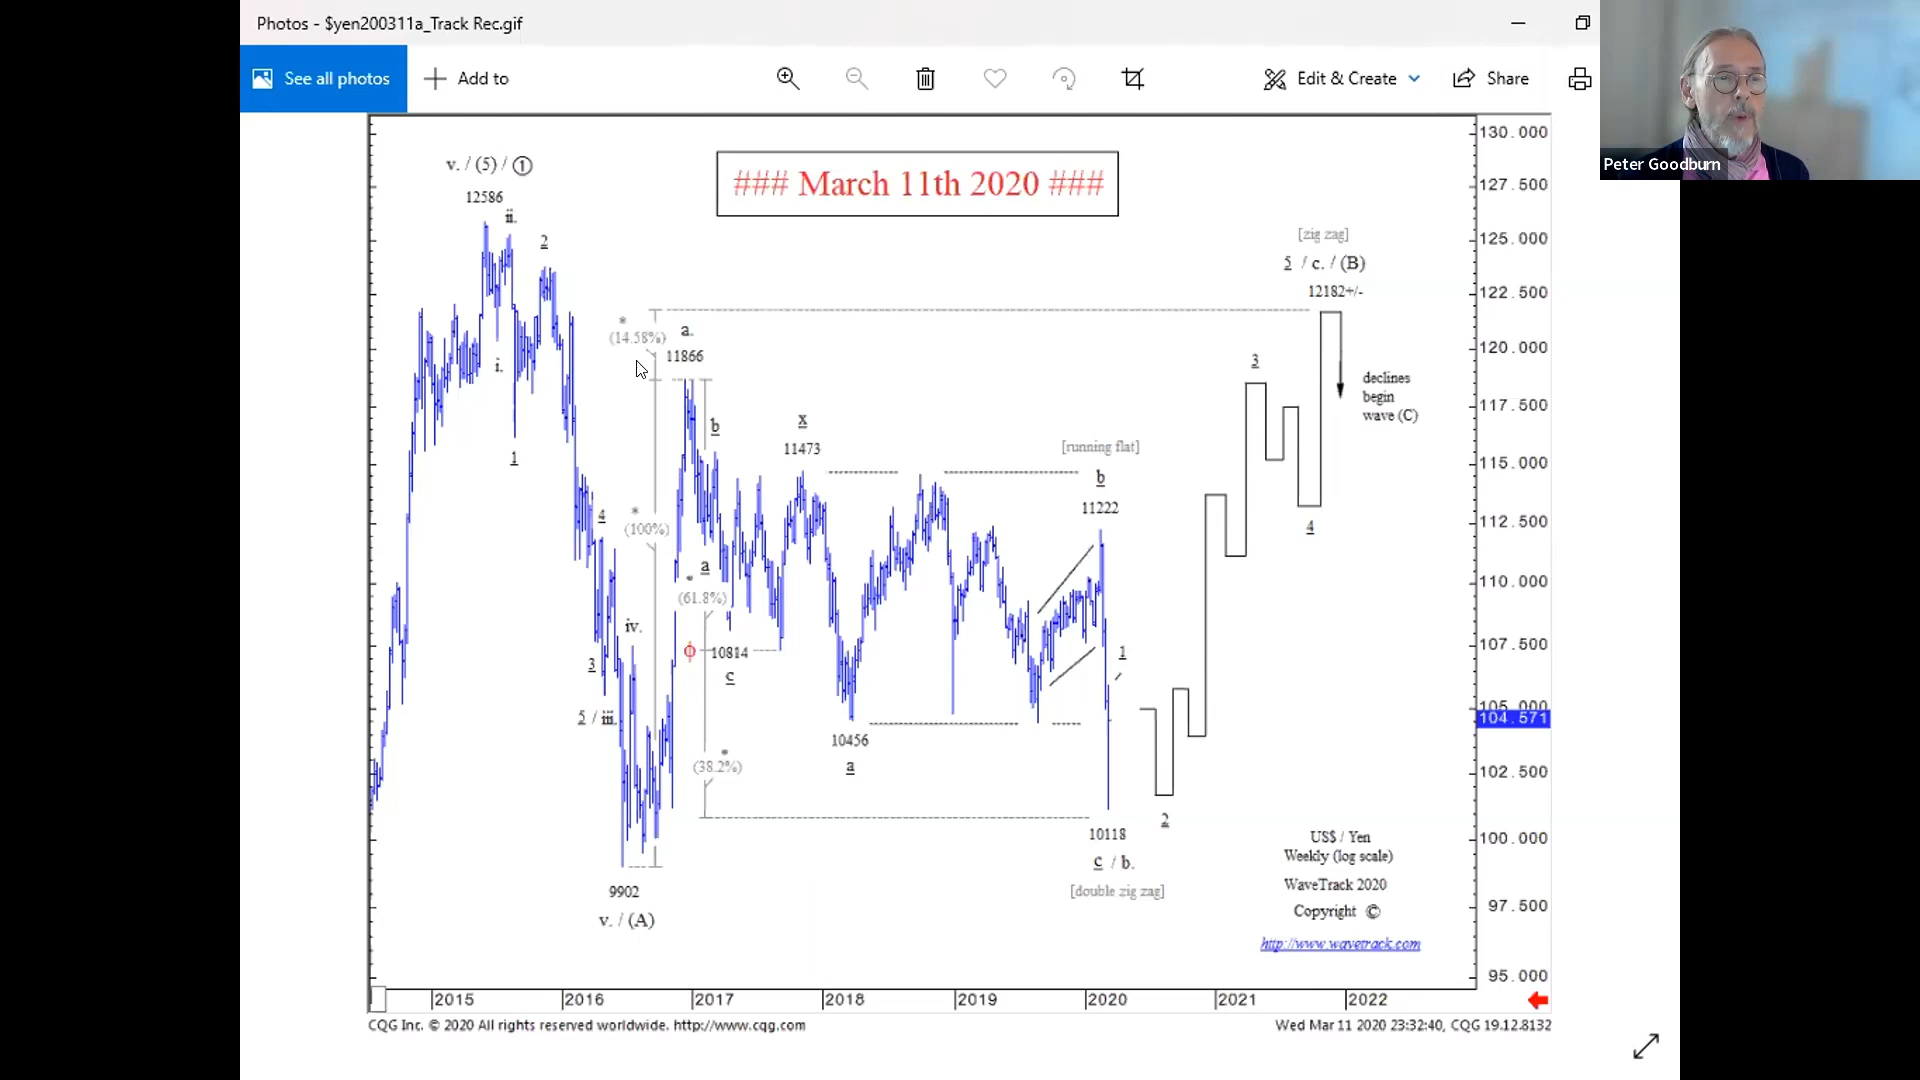 Photos - $yen200311a_Track Rec.gif
See all photos
Add to
Edit & Create
Share
Peter Goodburn
### March 11th 2020 ###
v. / (5) / ①
12586
ii.
2
i.
1
*
(14.58%)
a.
11866
b
x
11473
4
*
(100%)
a
*
(61.8%)
iv.
3
ф 10814
c
5 / iii.
*
(38.2%)
10456
a
9902
v. / (A)
[running flat]
b
11222
1
10118
c / b.
[double zig zag]
2
[zig zag]
5 / c. / (B)
12182+/-
3
declines
begin
wave (C)
4
US$ / Yen
Weekly (log scale)
WaveTrack 2020
Copyright ©
http://www.wavetrack.com
130.000
127.500
125.000
122.500
120.000
117.500
115.000
112.500
110.000
107.500
105.000
104.571
102.500
100.000
97.500
95.000
2015 2016 2017 2018 2019 2020 2021 2022
CQG Inc. © 2020 All rights reserved worldwide. http://www.cqg.com
Wed Mar 11 2020 23:32:40, CQG 19.12.8132